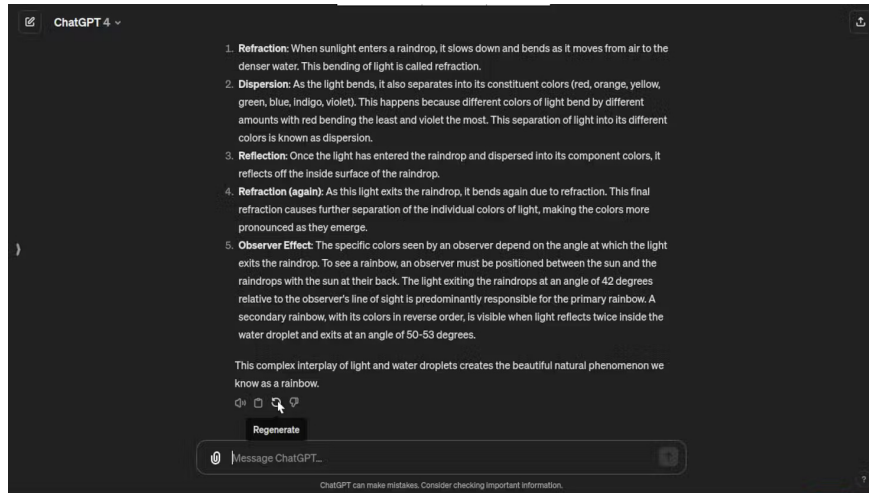 ChatGPT 4
1. Refraction: When sunlight enters a raindrop, it slows down and bends as it moves from air to the
denser water. This bending of light is called refraction.
2. Dispersion: As the light bends, it also separates into its constituent colors (red, orange, yellow,
green, blue, indigo, violet). This happens because different colors of light bend by different
amounts with red bending the least and violet the most. This separation of light into its different
colors is known as dispersion.
3. Reflection: Once the light has entered the raindrop and dispersed into its component colors, it
reflects off the inside surface of the raindrop.
4. Refraction (again): As this light exits the raindrop, it bends again due to refraction. This final
refraction causes further separation of the individual colors of light, making the colors more
pronounced as they emerge.
5. Observer Effect: The specific colors seen by an observer depend on the angle at which the light
exits the raindrop. To see a rainbow, an observer must be positioned between the sun and the
raindrops with the sun at their back. The light exiting the raindrops at an angle of 42 degrees
relative to the observer's line of sight is predominantly responsible for the primary rainbow. A
secondary rainbow, with its colors in reverse order, is visible when light reflects twice inside the
water droplet and exits at an angle of 50-53 degrees.
This complex interplay of light and water droplets creates the beautiful natural phenomenon we
know as a rainbow.
Regenerate
Message ChatGPT...
ChatGPT can make mistakes. Consider checking important information.
?